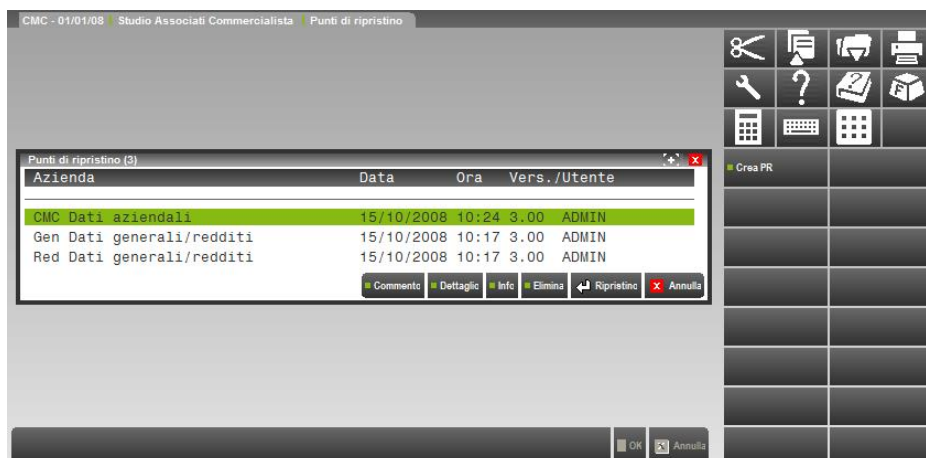 CMC - 01/01/08 Studio Associati Commercialista Punti di ripristino
Punti di ripristino (3)
Azienda Data Ora Vers./Utente
CMC Dati aziendali 15/10/2008 10:24 3.00 ADMIN
Gen Dati generali/redditi 15/10/2008 10:17 3.00 ADMIN
Red Dati generali/redditi 15/10/2008 10:17 3.00 ADMIN
Commento Dettaglio Info Elimina Ripristino X Annulla
Crea PR
OK Annulla